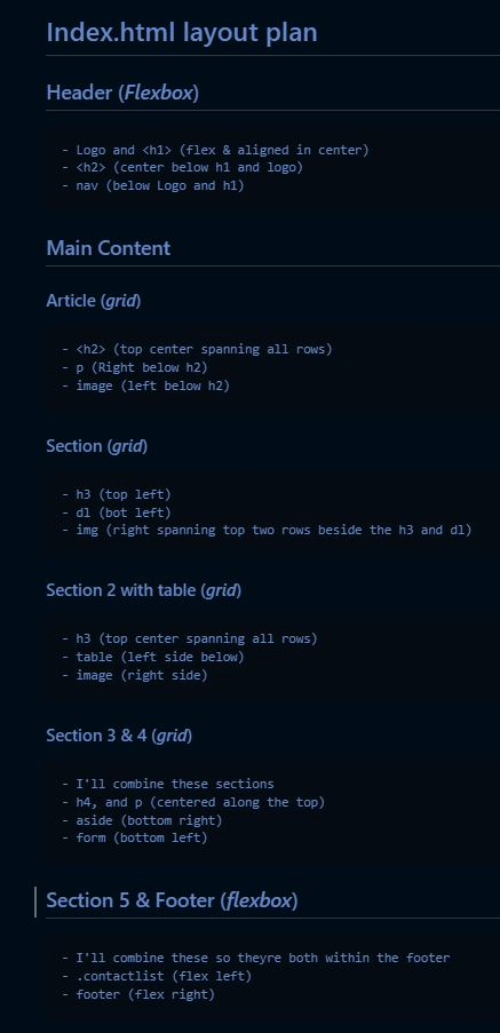 Index.html layout plan
Header (Flexbox)
- Logo and <h1> (flex & aligned in center)
- <h2> (center below h1 and logo)
- nav (below Logo and h1)
Main Content
Article (grid)
- <h2> (top center spanning all rows)
- p (Right below h2)
- image (left below h2)
Section (grid)
- h3 (top left)
- dl (bot left)
- img (right spanning top two rows beside the h3 and dl)
Section 2 with table (grid)
- h3 (top center spanning all rows)
- table (left side below)
- image (right side)
Section 3 & 4 (grid)
- I'll combine these sections
- h4, and p (centered along the top)
- aside (bottom right)
- form (bottom left)
Section 5 & Footer (flexbox)
- I'll combine these so theyre both within the footer
- .contactlist (flex left)
- footer (flex right)